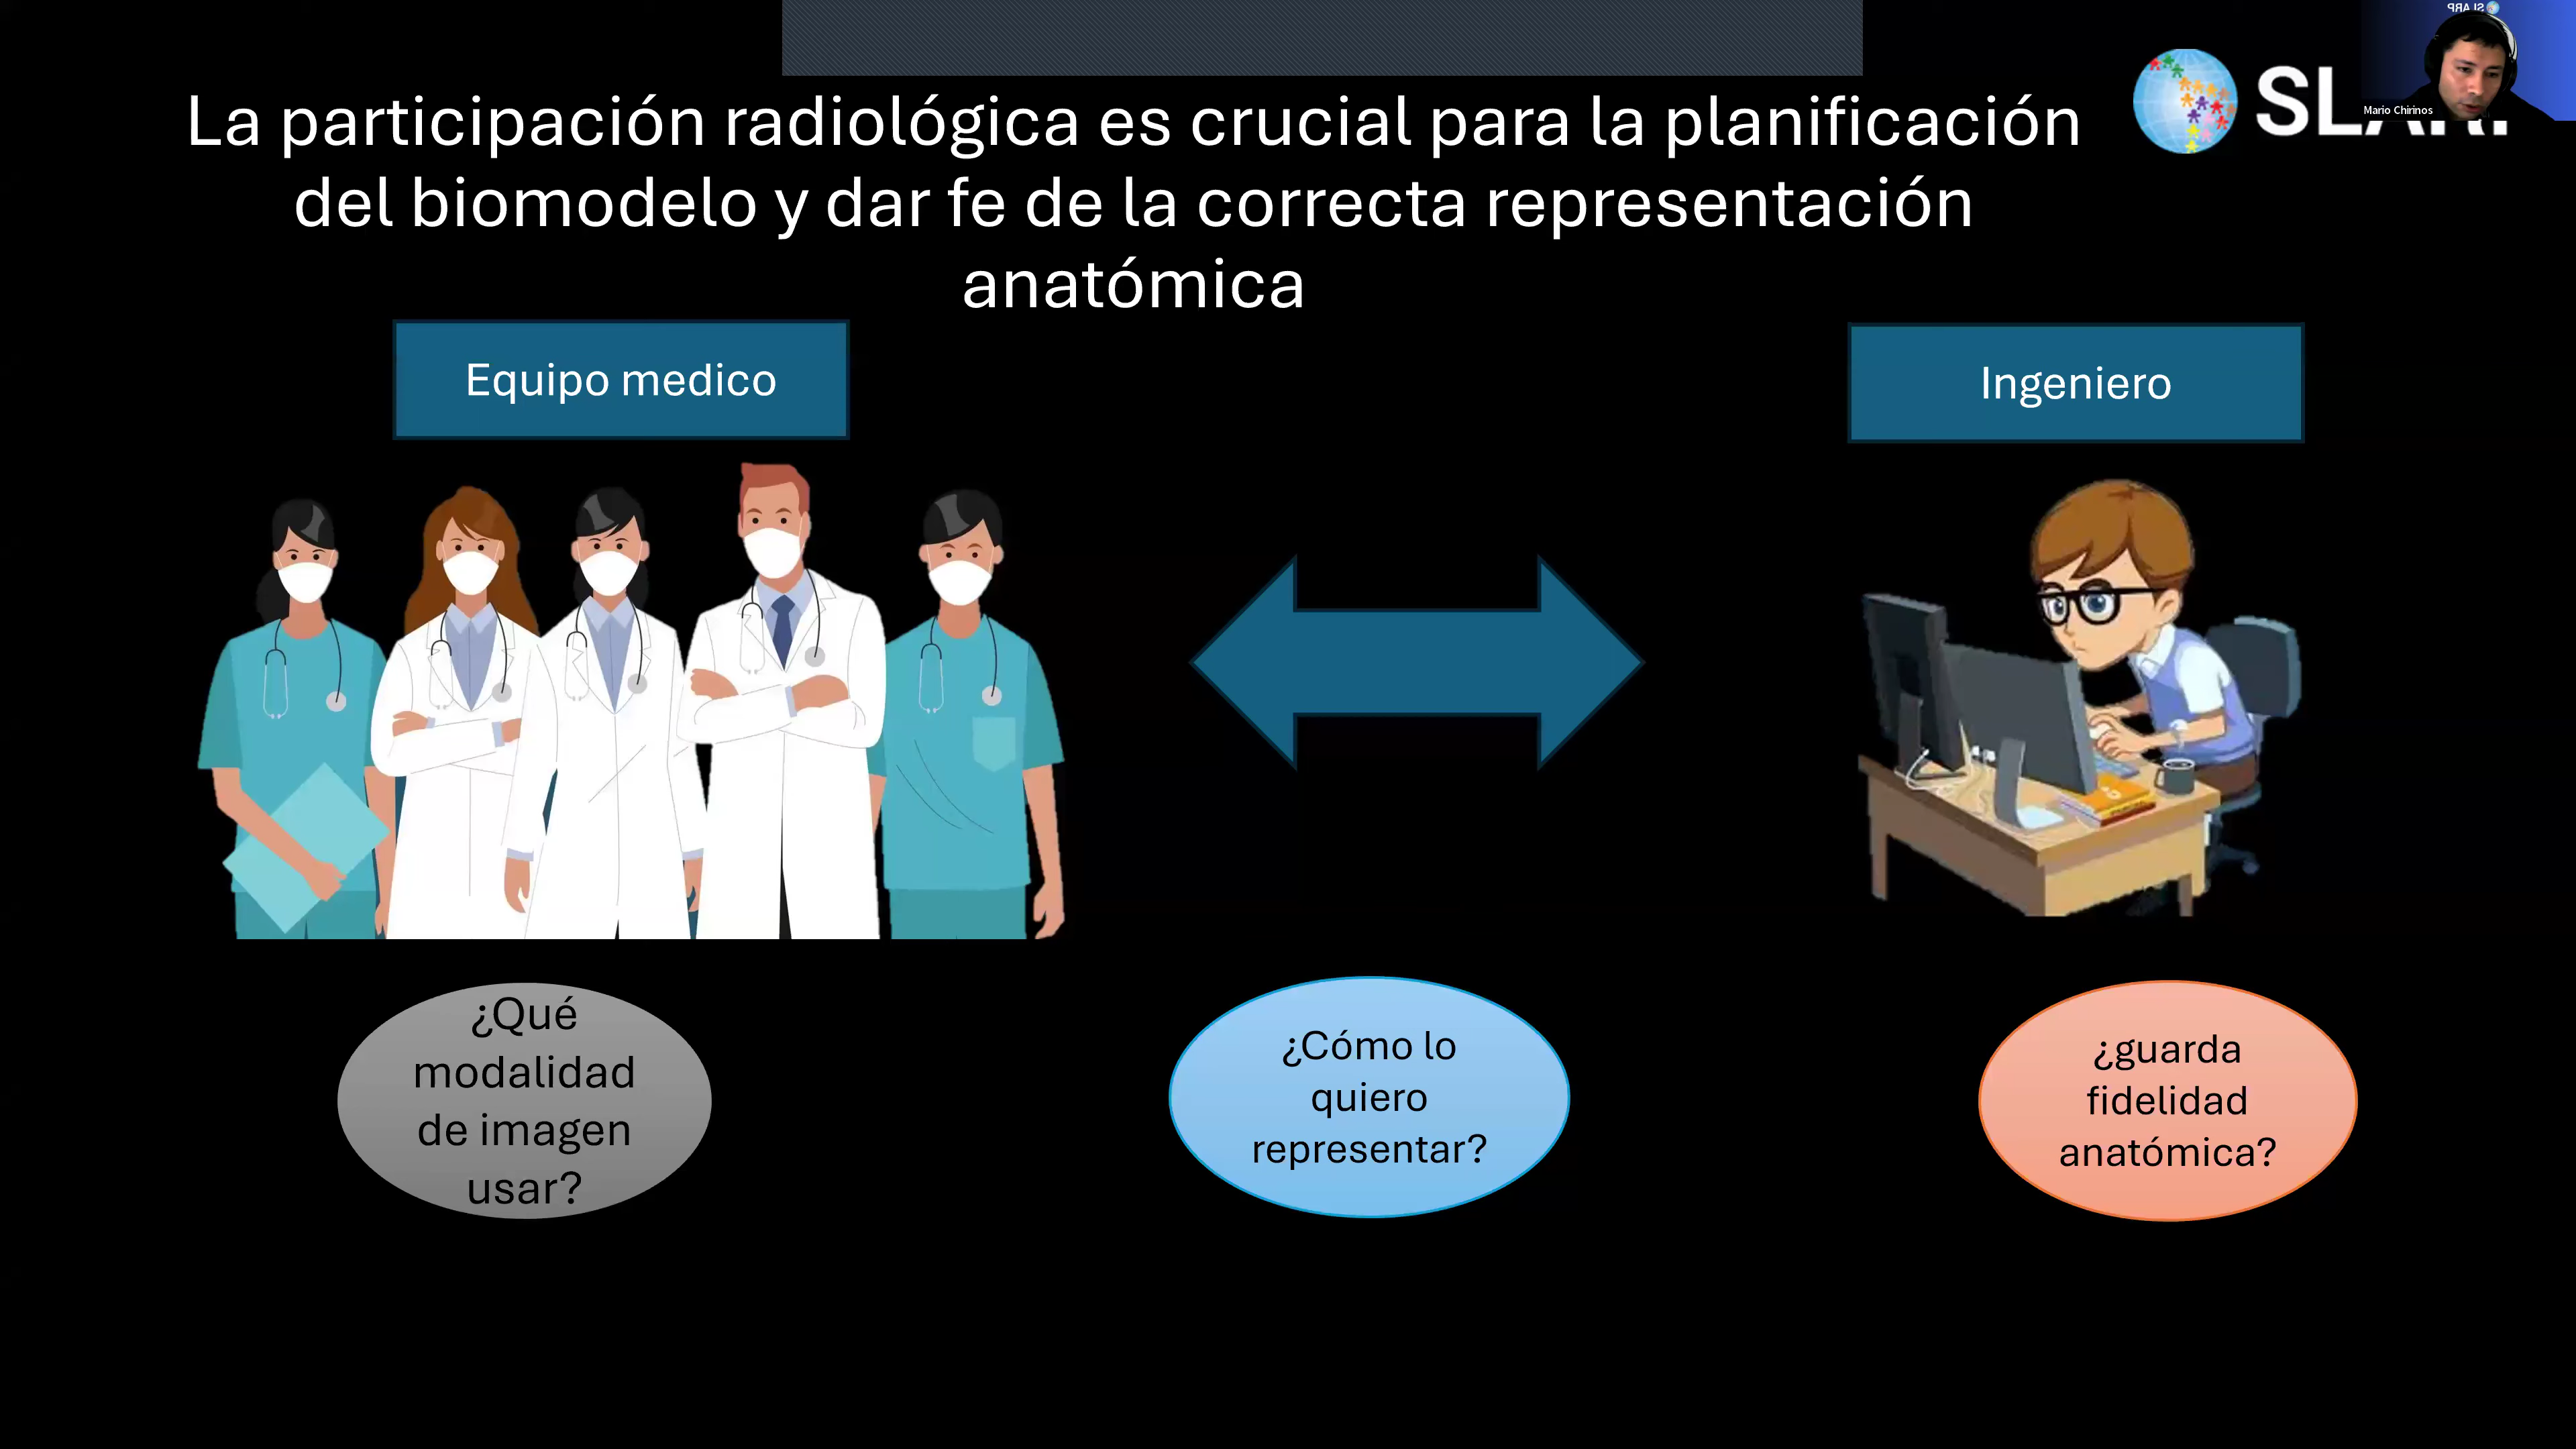 La participación radiológica es crucial para la planificación
del biomodelo y dar fe de la correcta representación
anatómica
Mario Chirinos
Equipo medico
Ingeniero
¿Qué
modalidad
de imagen
usar?
¿Cómo lo
quiero
representar?
¿guarda
fidelidad
anatómica?